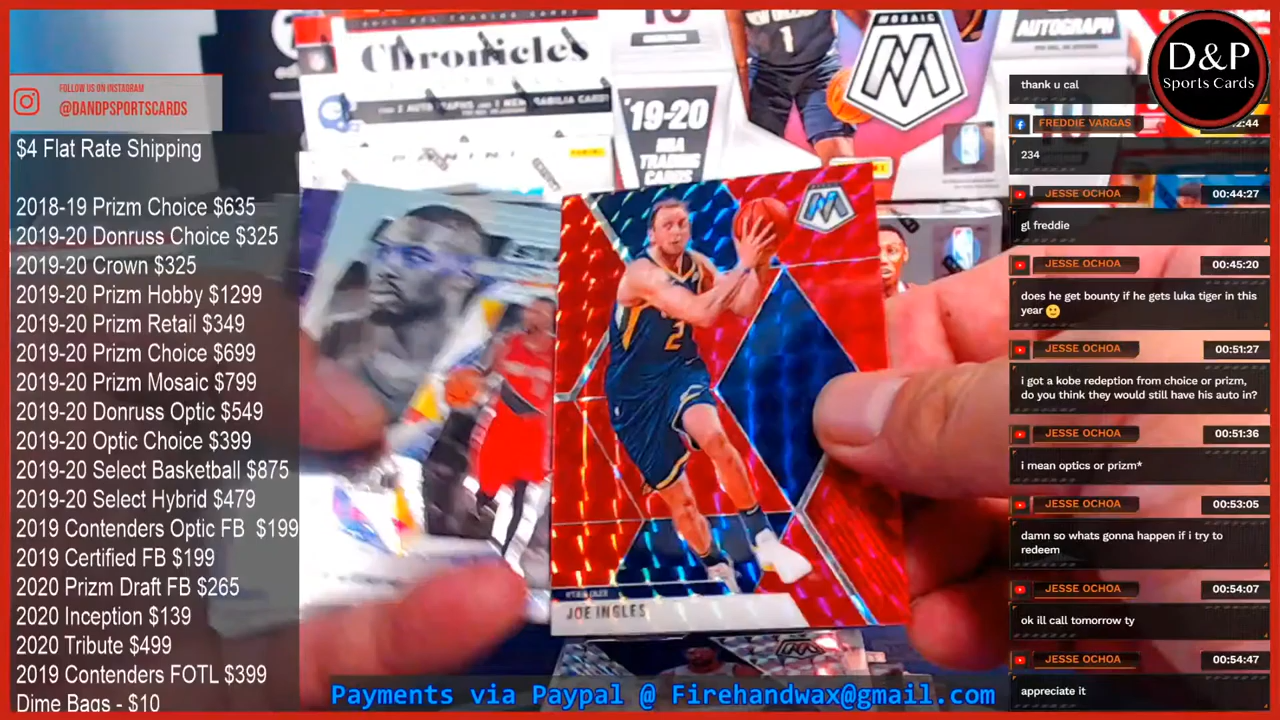 FOLLOW US ON INSTAGRAM
@DANDPSPORTSCARDS
$4 Flat Rate Shipping
2018-19 Prizm Choice $635
2019-20 Donruss Choice $325
2019-20 Crown $325
2019-20 Prizm Hobby $1299
2019-20 Prizm Retail $349
2019-20 Prizm Choice $699
2019-20 Prizm Mosaic $799
2019-20 Donruss Optic $549
2019-20 Optic Choice $399
2019-20 Select Basketball $875
2019-20 Select Hybrid $479
2019 Contenders Optic FB $199
2019 Certified FB $199
2020 Prizm Draft FB $265
2020 Inception $139
2020 Tribute $499
2019 Contenders FOTL $399
Dime Bags - $10
Chronicles
PANINI
10
'19-20
NBA
TRADING
CARDS
NEW ORLEANS
1
MOSAIC
AUTOGRAPH
2
JOE INGLES
Payments via Paypal @ Firehandwax@gmail.com
D&P
Sports Cards
thank u cal
FREDDIE VARGAS
234
JESSE OCHOA 00:44:27
gl freddie
JESSE OCHOA 00:45:20
does he get bounty if he gets luka tiger in this
year
JESSE OCHOA 00:51:27
i got a kobe redeption from choice or prizm,
do you think they would still have his auto in?
JESSE OCHOA 00:51:36
i mean optics or prizm*
JESSE OCHOA 00:53:05
damn so whats gonna happen if i try to
redeem
JESSE OCHOA 00:54:07
ok ill call tomorrow ty
JESSE OCHOA 00:54:47
appreciate it